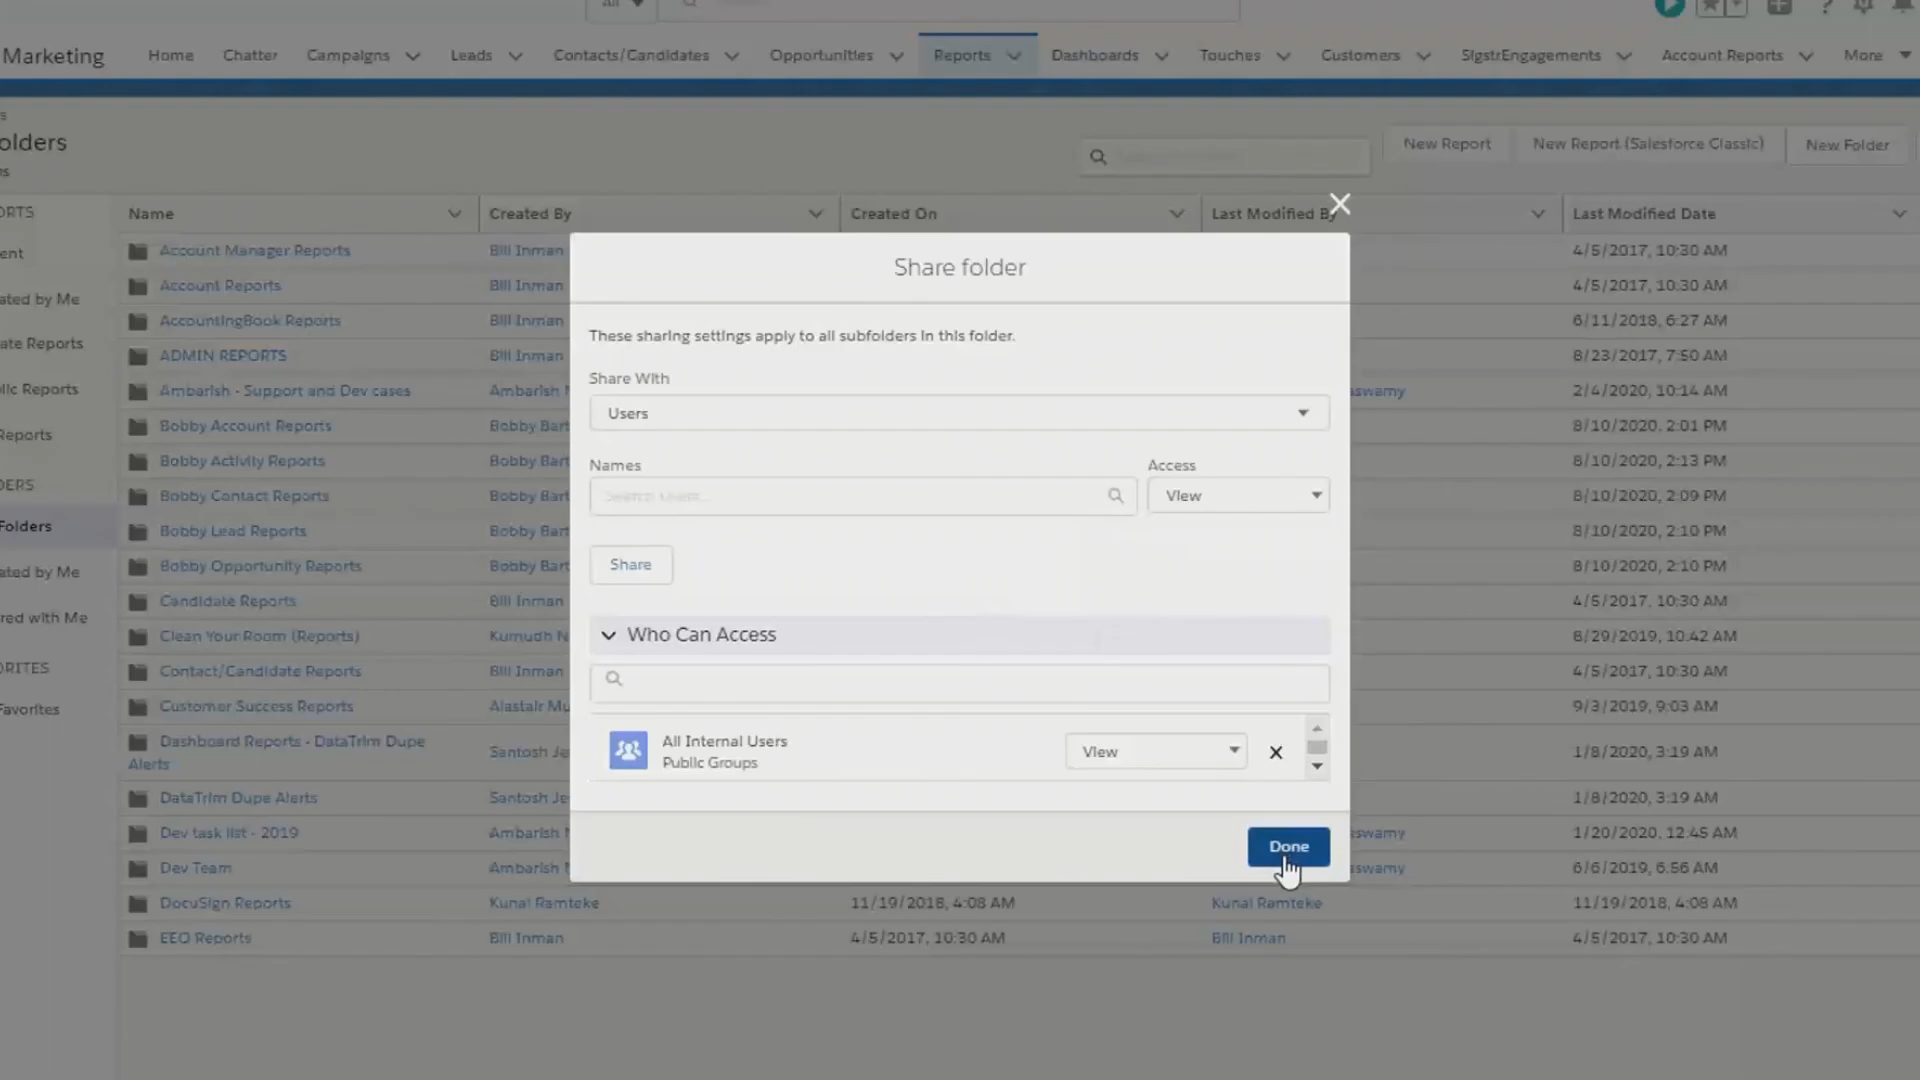 All
Marketing Home Chatter Campaigns Leads Contacts/Candidates Opportunities Reports Dashboards Touches Customers SigstrEngagements Account Reports More
olders
New Report New Report (Salesforce Classic) New Folder
ORTS
ent
ated by Me
ate Reports
lic Reports
Reports
DERS
Folders
ated by Me
red with Me
ORITES
Favorites
Name Created By Created On Last Modified By Last Modified Date
Account Manager Reports Bill Inman 4/5/2017, 10:30 AM
Account Reports Bill Inman 4/5/2017, 10:30 AM
AccountingBook Reports Bill Inman 6/11/2018, 6:27 AM
ADMIN REPORTS Bill Inman 8/23/2017, 7:50 AM
Ambarish - Support and Dev cases Ambarish swamy 2/4/2020, 10:14 AM
Bobby Account Reports Bobby Bart 8/10/2020, 2:01 PM
Bobby Activity Reports Bobby Bart 8/10/2020, 2:13 PM
Bobby Contact Reports Bobby Bart 8/10/2020, 2:09 PM
Bobby Lead Reports Bobby Bart 8/10/2020, 2:10 PM
Bobby Opportunity Reports Bobby Bart 8/10/2020, 2:10 PM
Candidate Reports Bill Inman 4/5/2017, 10:30 AM
Clean Your Room (Reports) Kumudh N 8/29/2019, 10:42 AM
Contact/Candidate Reports Bill Inman 4/5/2017, 10:30 AM
Customer Success Reports Alastair Mu 9/3/2019, 9:03 AM
Dashboard Reports - DataTrim Dupe
Alerts Santosh Je 1/8/2020, 3:19 AM
DataTrim Dupe Alerts Santosh Je 1/8/2020, 3:19 AM
Dev task list - 2019 Ambarish swamy 1/20/2020, 12:45 AM
Dev Team Ambarish swamy 6/6/2019, 6:56 AM
DocuSign Reports Kunal Ramteke 11/19/2018, 4:08 AM Kunal Ramteke 11/19/2018, 4:08 AM
EEO Reports Bill Inman 4/5/2017, 10:30 AM Bill Inman 4/5/2017, 10:30 AM
Share folder
These sharing settings apply to all subfolders in this folder.
Share With
Users
Names Access
Search Users... View
Share
Who Can Access
All Internal Users
Public Groups
View
Done